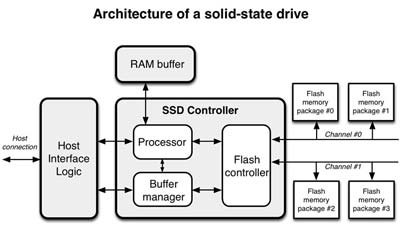 Architecture of a solid-state drive
RAM buffer
SSD Controller
Host
connection
Host
Interface
Logic
Processor
Buffer
manager
Flash
controller
Flash
memory
package #0
Flash
memory
package #1
Channel #0
Channel #1
Flash
memory
package #2
Flash
memory
package #3